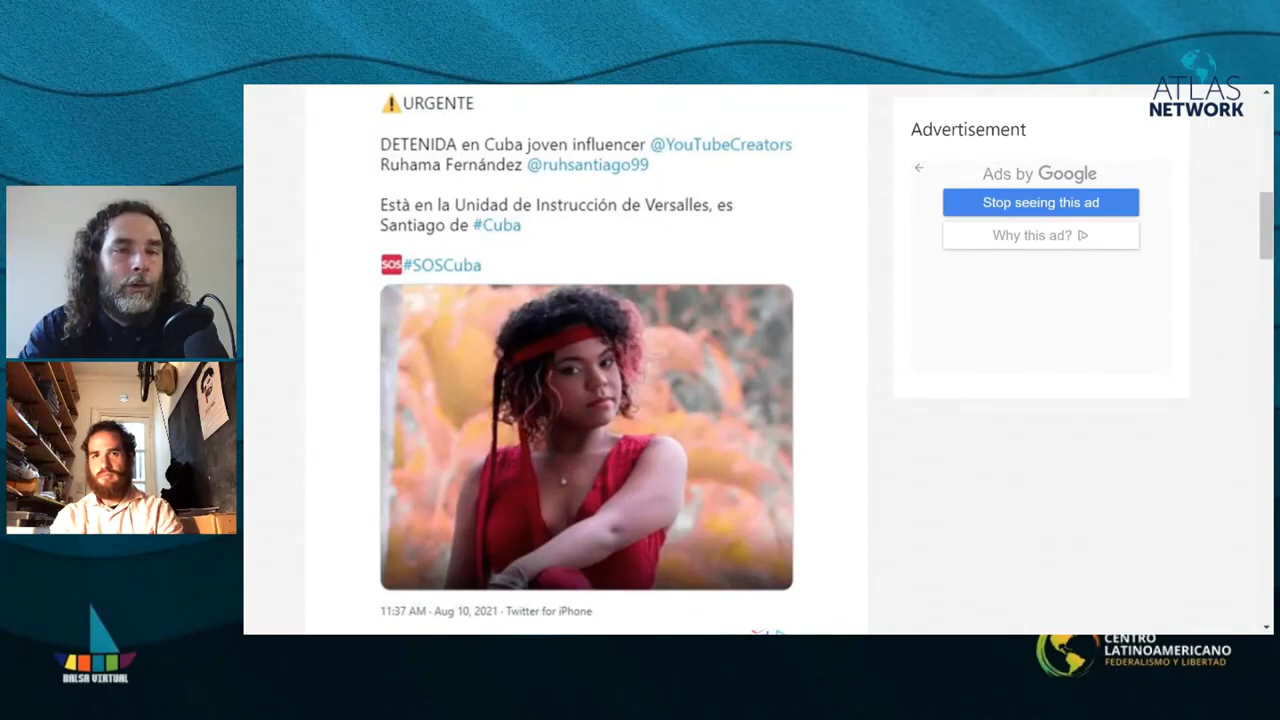 ATLAS
NETWORK
⚠️URGENTE
DETENIDA en Cuba joven influencer @YouTubeCreators
Ruhama Fernández @ruhsantiago99
Està en la Unidad de Instrucción de Versalles, es
Santiago de #Cuba
🆘#SOSCuba
11:37 AM · Aug 10, 2021 · Twitter for iPhone
Advertisement
Ads by Google
Stop seeing this ad
Why this ad?
BALSA VIRTUAL
CENTRO
LATINOAMERICANO
FEDERALISMO Y LIBERTAD